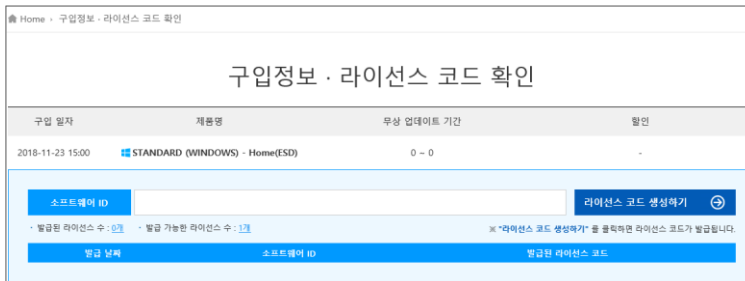 Home › 구입정보 · 라이선스 코드 확인
구입정보 · 라이선스 코드 확인
구입 일자 제품명 무상 업데이트 기간 할인
2018-11-23 15:00 STANDARD (WINDOWS) - Home(ESD) 0 ~ 0 -
소프트웨어 ID 라이선스 코드 생성하기
· 발급된 라이선스 수 : 0개 · 발급 가능한 라이선스 수 : 1개 ※ "라이선스 코드 생성하기" 를 클릭하면 라이선스 코드가 발급됩니다.
발급 날짜 소프트웨어 ID 발급된 라이선스 코드